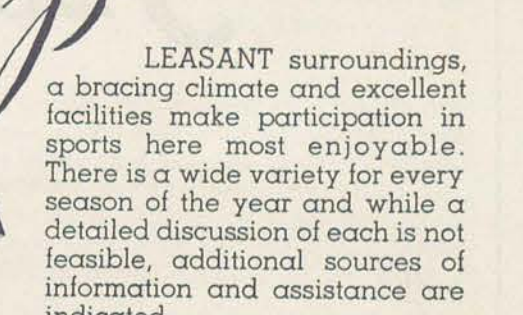 PLEASANT surroundings,
a bracing climate and excellent
facilities make participation in
sports here most enjoyable.
There is a wide variety for every
season of the year and while a
detailed discussion of each is not
feasible, additional sources of
information and assistance are
indicated